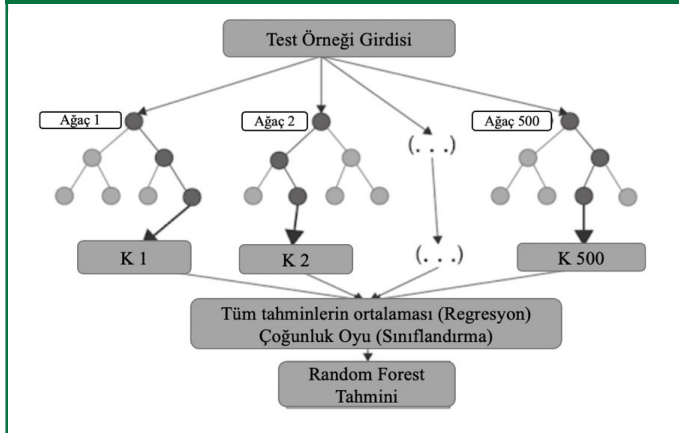 Test Örneği Girdisi
Ağaç 1
Ağaç 2
(. . .)
Ağaç 500
K 1
K 2
(. . .)
K 500
Tüm tahminlerin ortalaması (Regresyon)
Çoğunluk Oyu (Sınıflandırma)
Random Forest
Tahmini